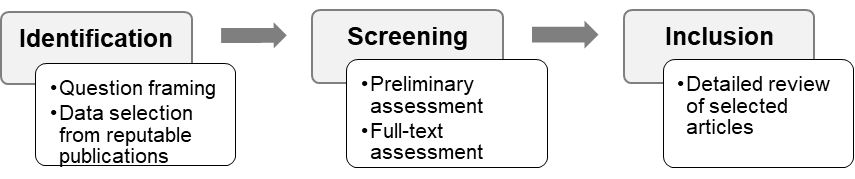 Identification
•Question framing
•Data selection
from reputable
publications
Screening
•Preliminary
assessment
•Full-text
assessment
Inclusion
•Detailed review
of selected
articles